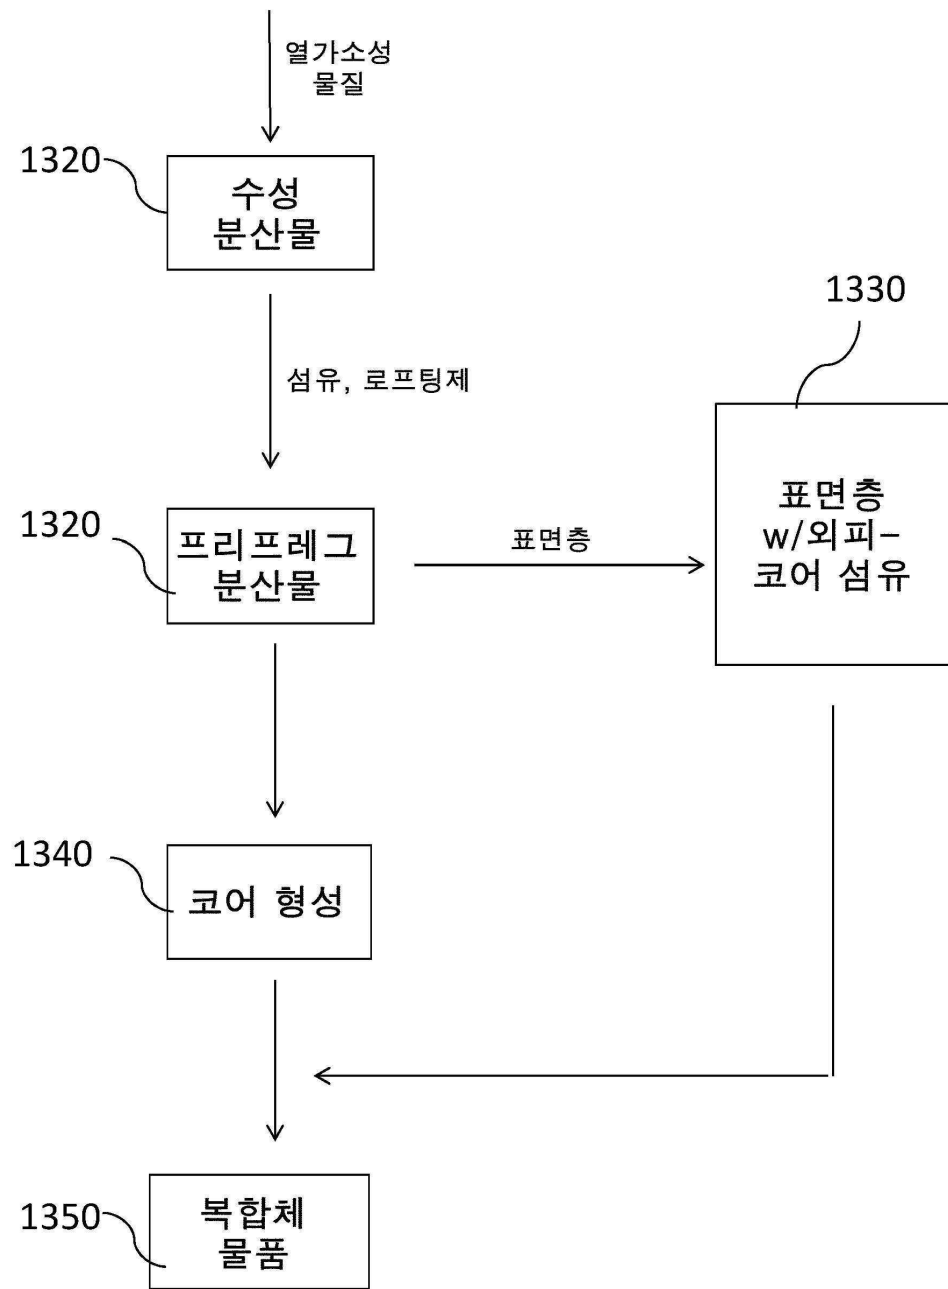 열가소성
물질
1320
수성
분산물
1330
섬유, 로프팅제
1320
프리프레그
분산물
표면층
표면층
w/외피-
코어 섬유
1340
코어 형성
1350
복합체
물품